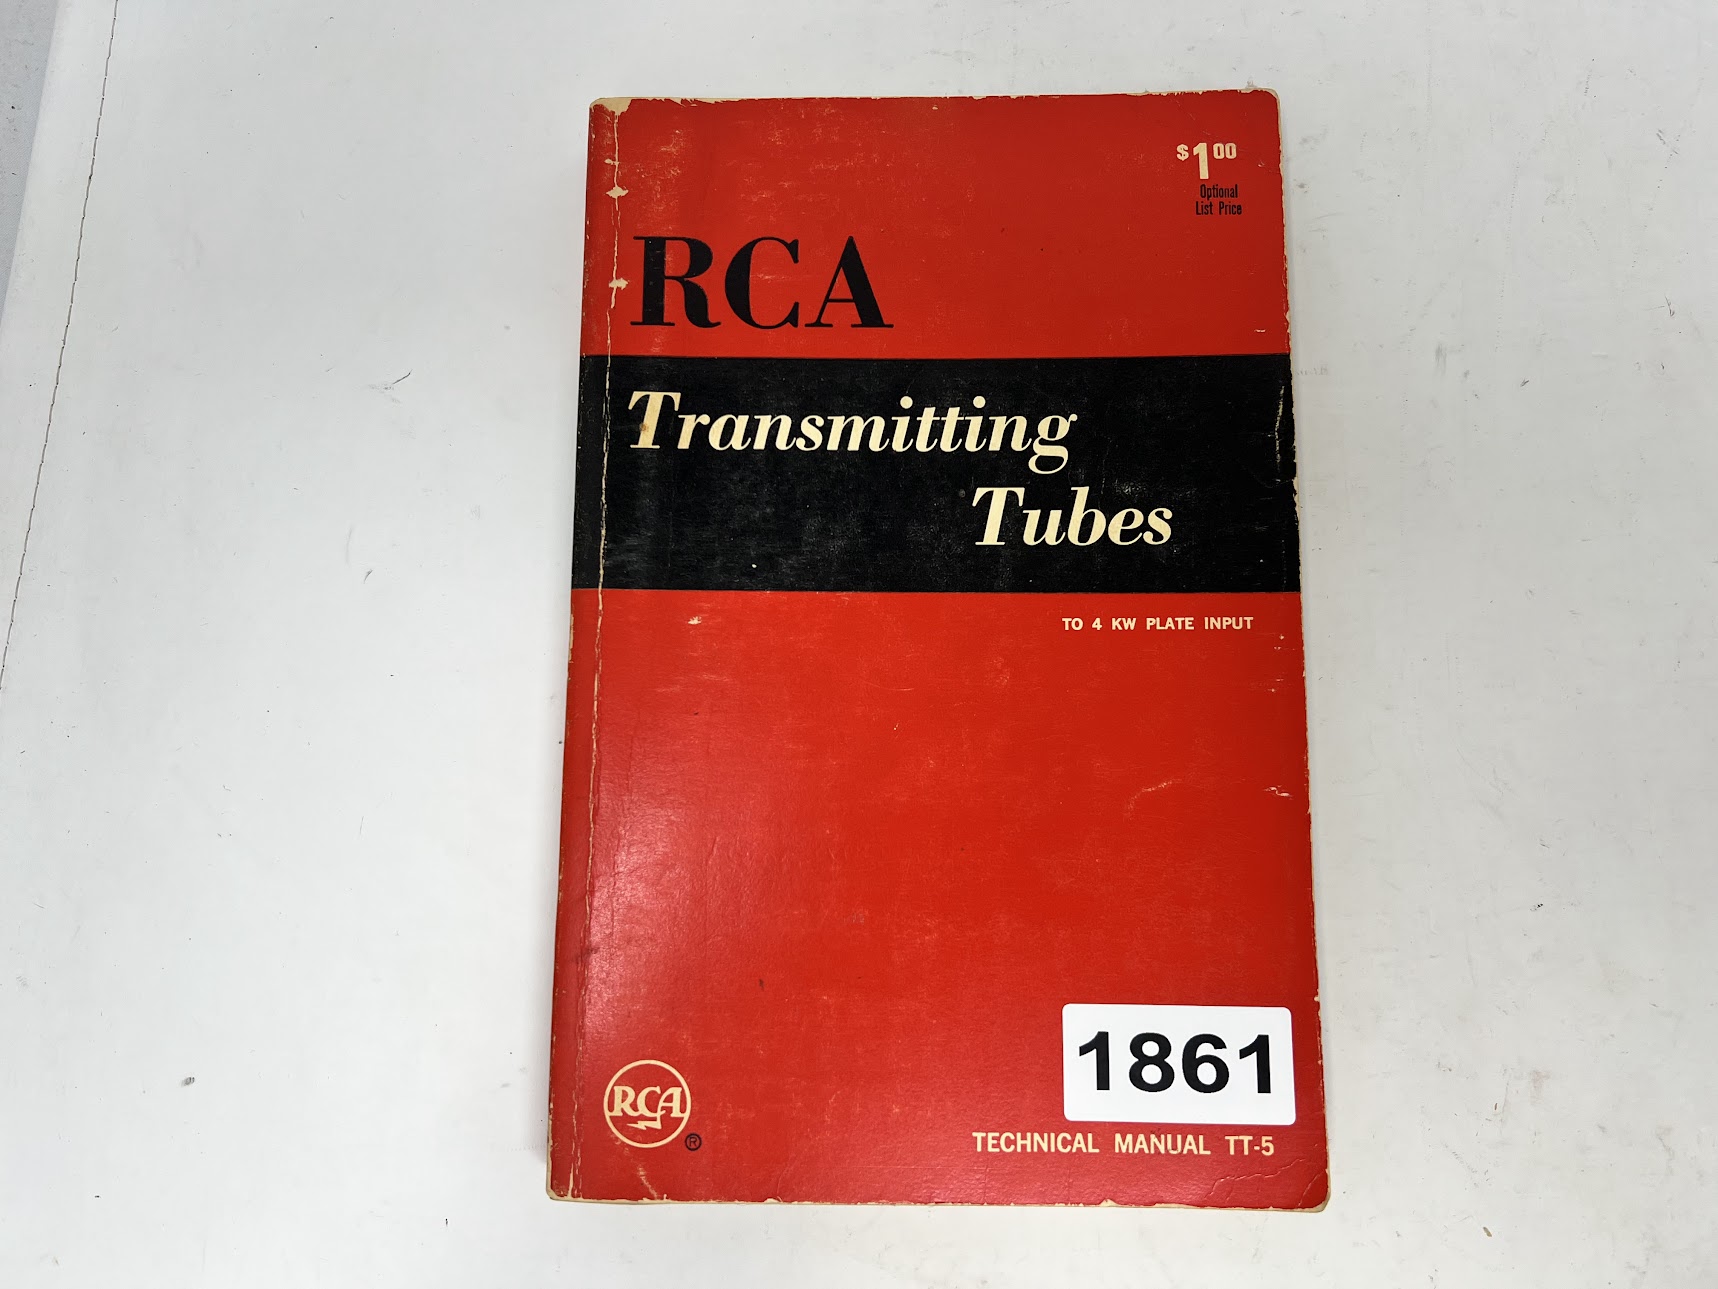 $1.00
Optional
List Price
RCA
Transmitting
Tubes
TO 4 KW PLATE INPUT
1861
RCA
®
TECHNICAL MANUAL TT-5